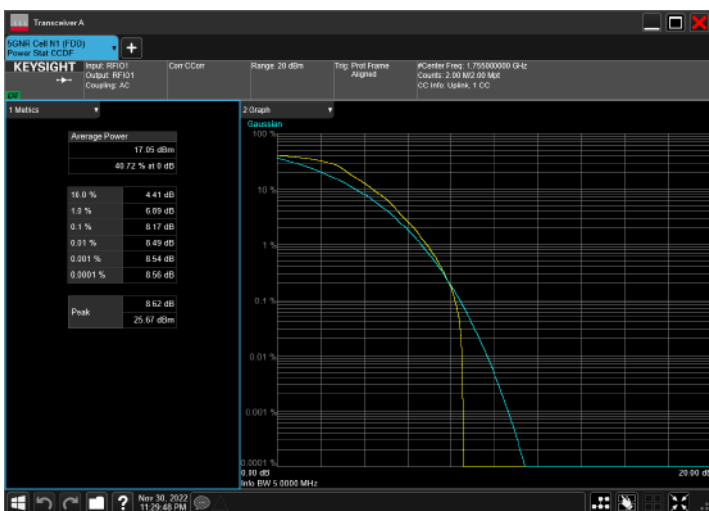 Transceiver A
5GNR Cell N1 (FDD)
Power Stat CCDF
KEYSIGHT
Input: RFIO1
Output: RFIO1
Coupling: AC
Corr CCorr
Range: 20 dBm
Trig: Prot Frame
Aligned
#Center Freq: 1.755000000 GHz
Counts: 2.00 M/2.00 Mpt
CC Info: Uplink, 1 CC
1 Metrics
Average Power
17.05 dBm
40.72 % at 0 dB
10.0 % 4.41 dB
1.0 % 6.89 dB
0.1 % 8.17 dB
0.01 % 8.49 dB
0.001 % 8.54 dB
0.0001 % 8.56 dB
Peak
8.62 dB
25.67 dBm
2 Graph
Gaussian
100 %
10 %
1 %
0.1 %
0.01 %
0.001 %
0.0001 %
0.00 dB
20.00 dB
Info BW 5.0000 MHz
?
Nov 30, 2022
11:29:48 PM